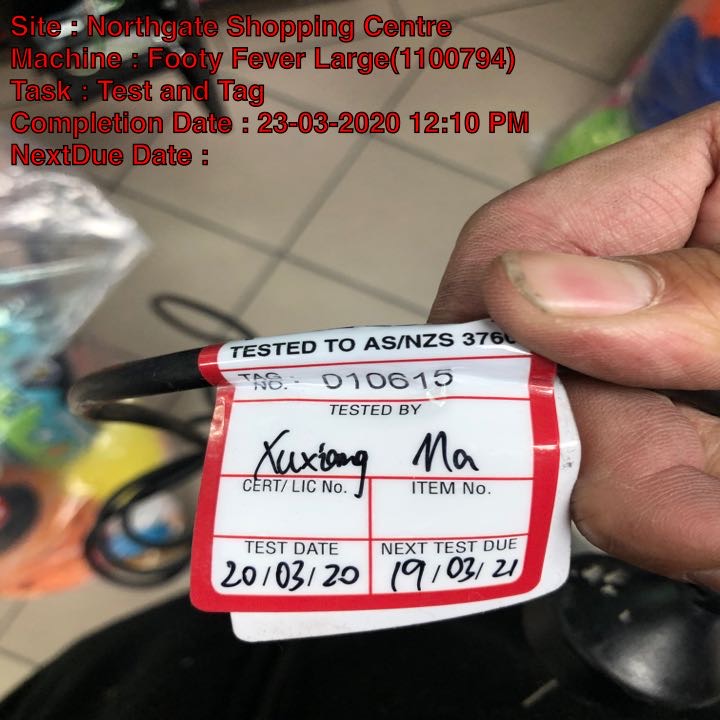 Site : Northgate Shopping Centre
Machine : Footy Fever Large(1100794)
Task : Test and Tag
Completion Date : 23-03-2020 12:10 PM
NextDue Date :
TESTED TO AS/NZS 3760
TAG NO. : 010615
TESTED BY
Xuxiang Ma
CERT/ LIC No. ITEM No.
TEST DATE NEXT TEST DUE
20/03/20 19/03/21